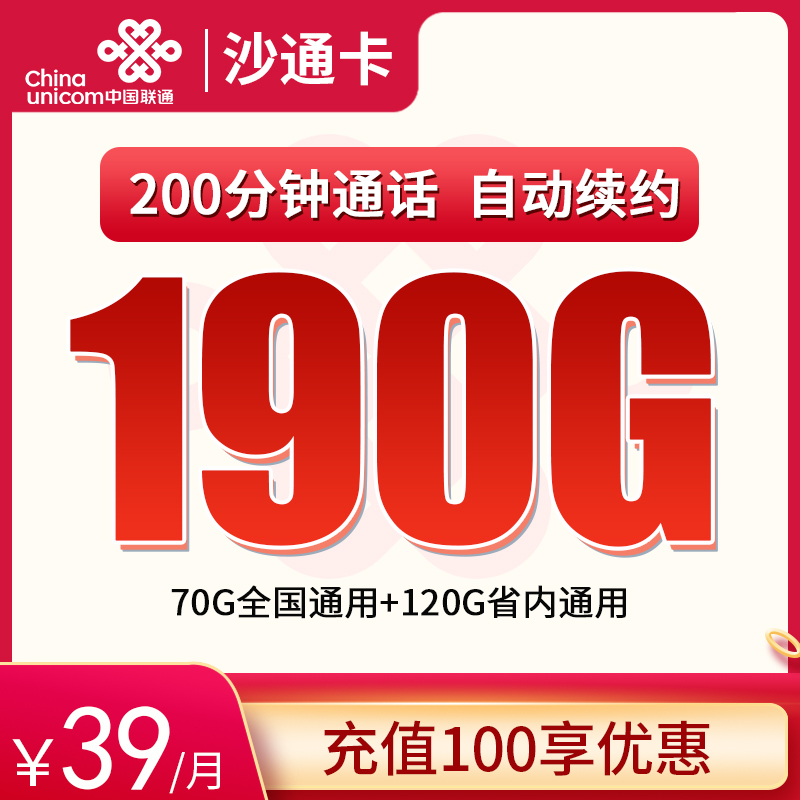 China
unicom中国联通
沙通卡
200分钟通话 自动续约
190G
70G全国通用+120G省内通用
¥39/月
充值100享优惠